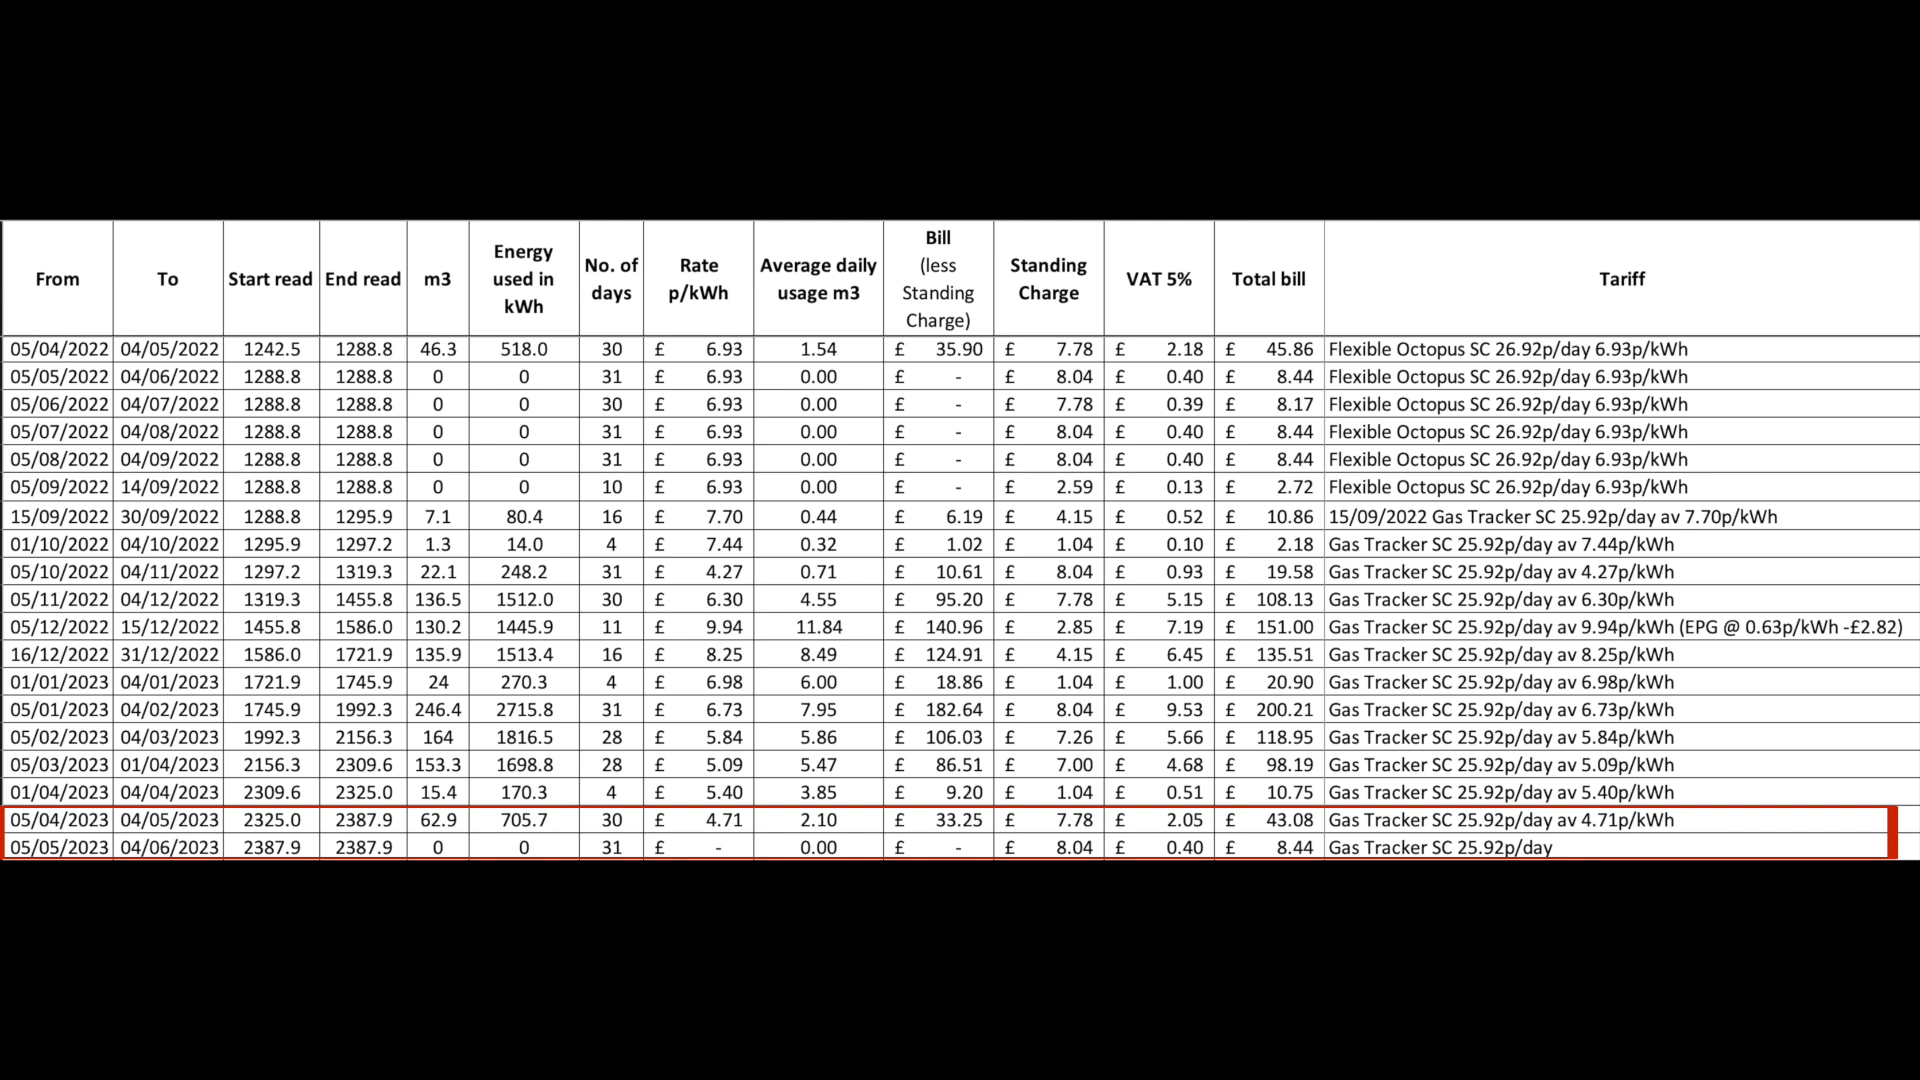 From To Start read End read m3 Energy used in kWh No. of days Rate p/kWh Average daily usage m3 Bill (less Standing Charge) Standing Charge VAT 5% Total bill Tariff
05/04/2022 04/05/2022 1242.5 1288.8 46.3 518.0 30 £ 6.93 1.54 £ 35.90 £ 7.78 £ 2.18 £ 45.86 Flexible Octopus SC 26.92p/day 6.93p/kWh
05/05/2022 04/06/2022 1288.8 1288.8 0 0 31 £ 6.93 0.00 £ - £ 8.04 £ 0.40 £ 8.44 Flexible Octopus SC 26.92p/day 6.93p/kWh
05/06/2022 04/07/2022 1288.8 1288.8 0 0 30 £ 6.93 0.00 £ - £ 7.78 £ 0.39 £ 8.17 Flexible Octopus SC 26.92p/day 6.93p/kWh
05/07/2022 04/08/2022 1288.8 1288.8 0 0 31 £ 6.93 0.00 £ - £ 8.04 £ 0.40 £ 8.44 Flexible Octopus SC 26.92p/day 6.93p/kWh
05/08/2022 04/09/2022 1288.8 1288.8 0 0 31 £ 6.93 0.00 £ - £ 8.04 £ 0.40 £ 8.44 Flexible Octopus SC 26.92p/day 6.93p/kWh
05/09/2022 14/09/2022 1288.8 1288.8 0 0 10 £ 6.93 0.00 £ - £ 2.59 £ 0.13 £ 2.72 Flexible Octopus SC 26.92p/day 6.93p/kWh
15/09/2022 30/09/2022 1288.8 1295.9 7.1 80.4 16 £ 7.70 0.44 £ 6.19 £ 4.15 £ 0.52 £ 10.86 15/09/2022 Gas Tracker SC 25.92p/day av 7.70p/kWh
01/10/2022 04/10/2022 1295.9 1297.2 1.3 14.0 4 £ 7.44 0.32 £ 1.02 £ 1.04 £ 0.10 £ 2.18 Gas Tracker SC 25.92p/day av 7.44p/kWh
05/10/2022 04/11/2022 1297.2 1319.3 22.1 248.2 31 £ 4.27 0.71 £ 10.61 £ 8.04 £ 0.93 £ 19.58 Gas Tracker SC 25.92p/day av 4.27p/kWh
05/11/2022 04/12/2022 1319.3 1455.8 136.5 1512.0 30 £ 6.30 4.55 £ 95.20 £ 7.78 £ 5.15 £ 108.13 Gas Tracker SC 25.92p/day av 6.30p/kWh
05/12/2022 15/12/2022 1455.8 1586.0 130.2 1445.9 11 £ 9.94 11.84 £ 140.96 £ 2.85 £ 7.19 £ 151.00 Gas Tracker SC 25.92p/day av 9.94p/kWh (EPG @ 0.63p/kWh -£2.82)
16/12/2022 31/12/2022 1586.0 1721.9 135.9 1513.4 16 £ 8.25 8.49 £ 124.91 £ 4.15 £ 6.45 £ 135.51 Gas Tracker SC 25.92p/day av 8.25p/kWh
01/01/2023 04/01/2023 1721.9 1745.9 24 270.3 4 £ 6.98 6.00 £ 18.86 £ 1.04 £ 1.00 £ 20.90 Gas Tracker SC 25.92p/day av 6.98p/kWh
05/01/2023 04/02/2023 1745.9 1992.3 246.4 2715.8 31 £ 6.73 7.95 £ 182.64 £ 8.04 £ 9.53 £ 200.21 Gas Tracker SC 25.92p/day av 6.73p/kWh
05/02/2023 04/03/2023 1992.3 2156.3 164 1816.5 28 £ 5.84 5.86 £ 106.03 £ 7.26 £ 5.66 £ 118.95 Gas Tracker SC 25.92p/day av 5.84p/kWh
05/03/2023 01/04/2023 2156.3 2309.6 153.3 1698.8 28 £ 5.09 5.47 £ 86.51 £ 7.00 £ 4.68 £ 98.19 Gas Tracker SC 25.92p/day av 5.09p/kWh
01/04/2023 04/04/2023 2309.6 2325.0 15.4 170.3 4 £ 5.40 3.85 £ 9.20 £ 1.04 £ 0.51 £ 10.75 Gas Tracker SC 25.92p/day av 5.40p/kWh
05/04/2023 04/05/2023 2325.0 2387.9 62.9 705.7 30 £ 4.71 2.10 £ 33.25 £ 7.78 £ 2.05 £ 43.08 Gas Tracker SC 25.92p/day av 4.71p/kWh
05/05/2023 04/06/2023 2387.9 2387.9 0 0 31 £ - 0.00 £ - £ 8.04 £ 0.40 £ 8.44 Gas Tracker SC 25.92p/day